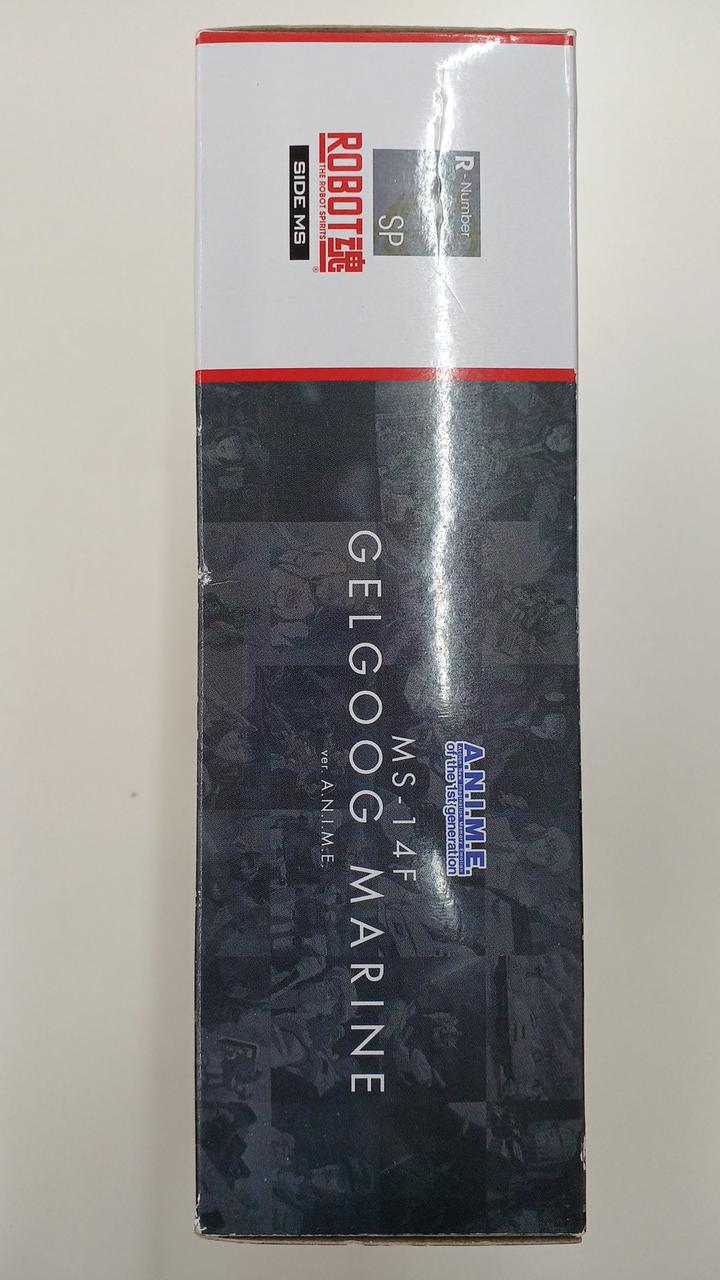 R-Number
SP
ROBOT魂
THE ROBOT SPIRITS
®
SIDE MS
A.N.I.M.E.
of the 1st generation
MS-14F
GELGOOG MARINE
ver. A.N.I.M.E.